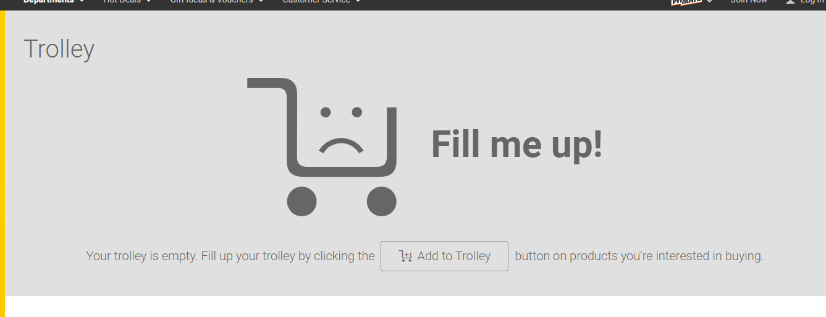 Departments Hot Deals Gift Ideas & Vouchers Customer Service Join Now Log In
Trolley
Fill me up!
Your trolley is empty. Fill up your trolley by clicking the Add to Trolley button on products you're interested in buying.